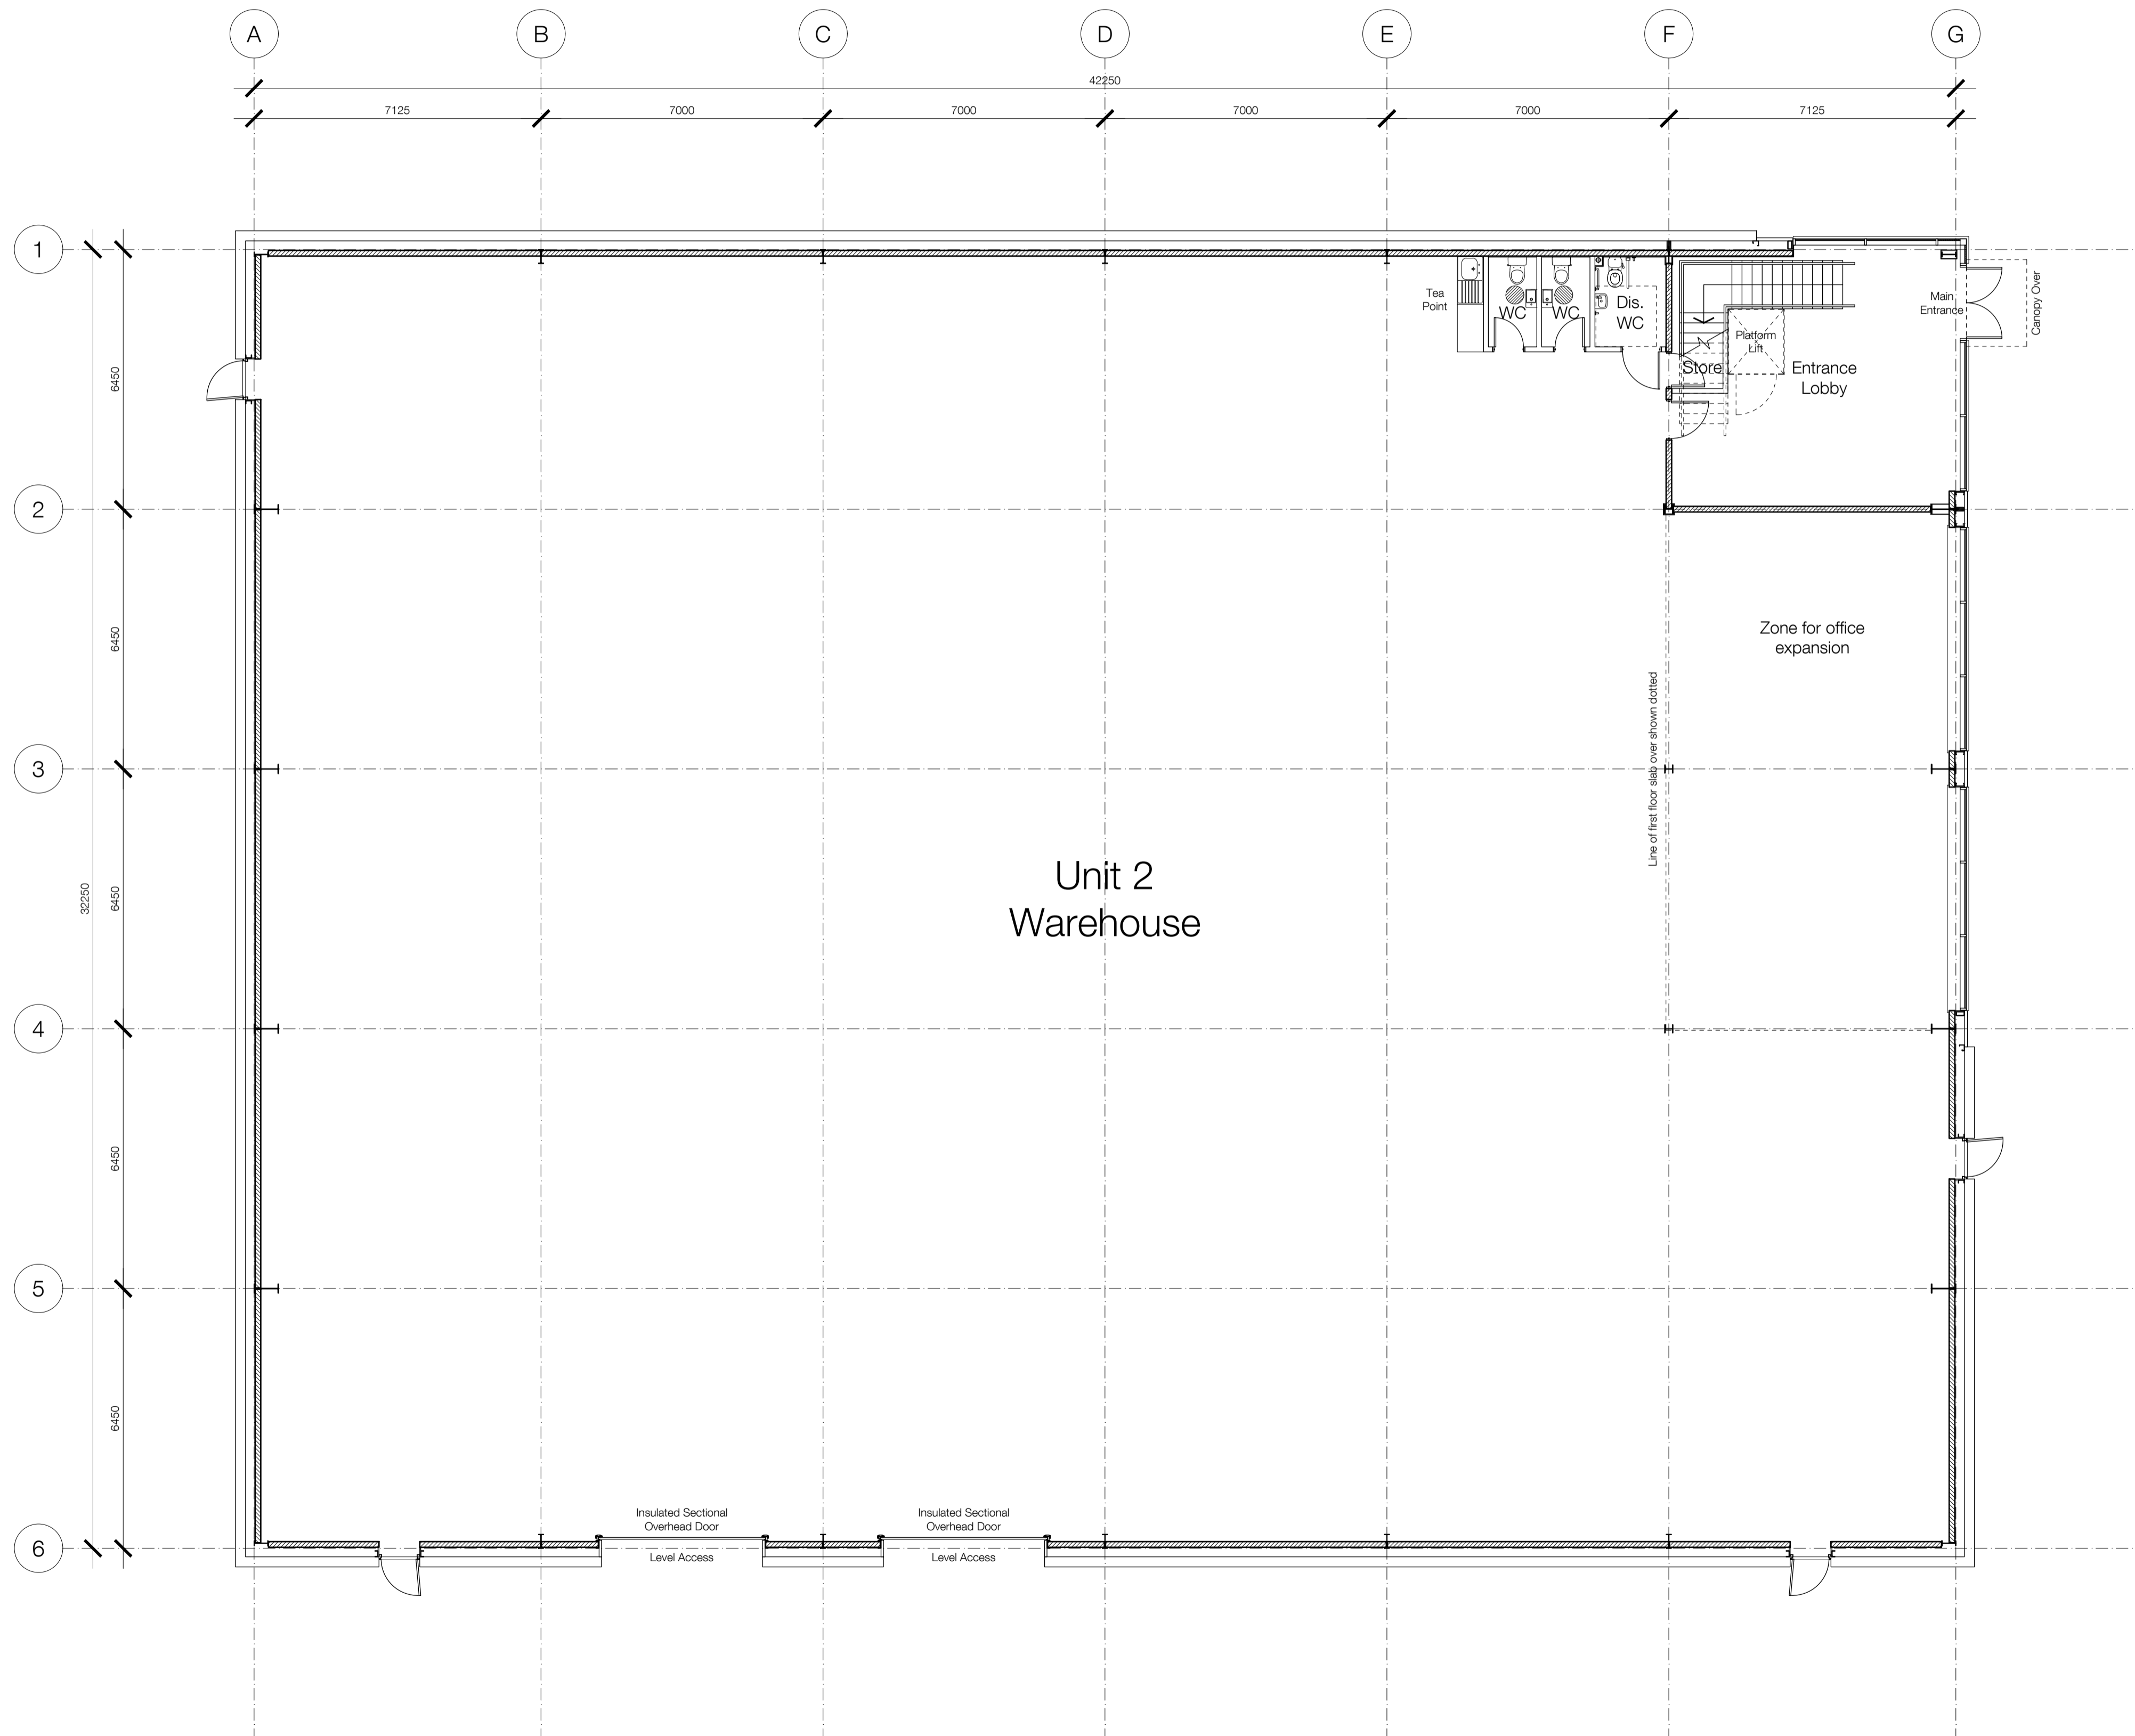 A
B
C
D
E
F
G
42250
7125
7000
7000
7000
7000
7125
1
2
3
4
5
6
32250
6450
6450
6450
6450
6450
Tea
Point
WC
WC
Dis.
WC
Store
Platform
Lift
Entrance
Lobby
Main
Entrance
Canopy Over
Zone for office
expansion
Line of first floor slab over shown dotted
Unit 2
Warehouse
Insulated Sectional
Overhead Door
Level Access
Insulated Sectional
Overhead Door
Level Access